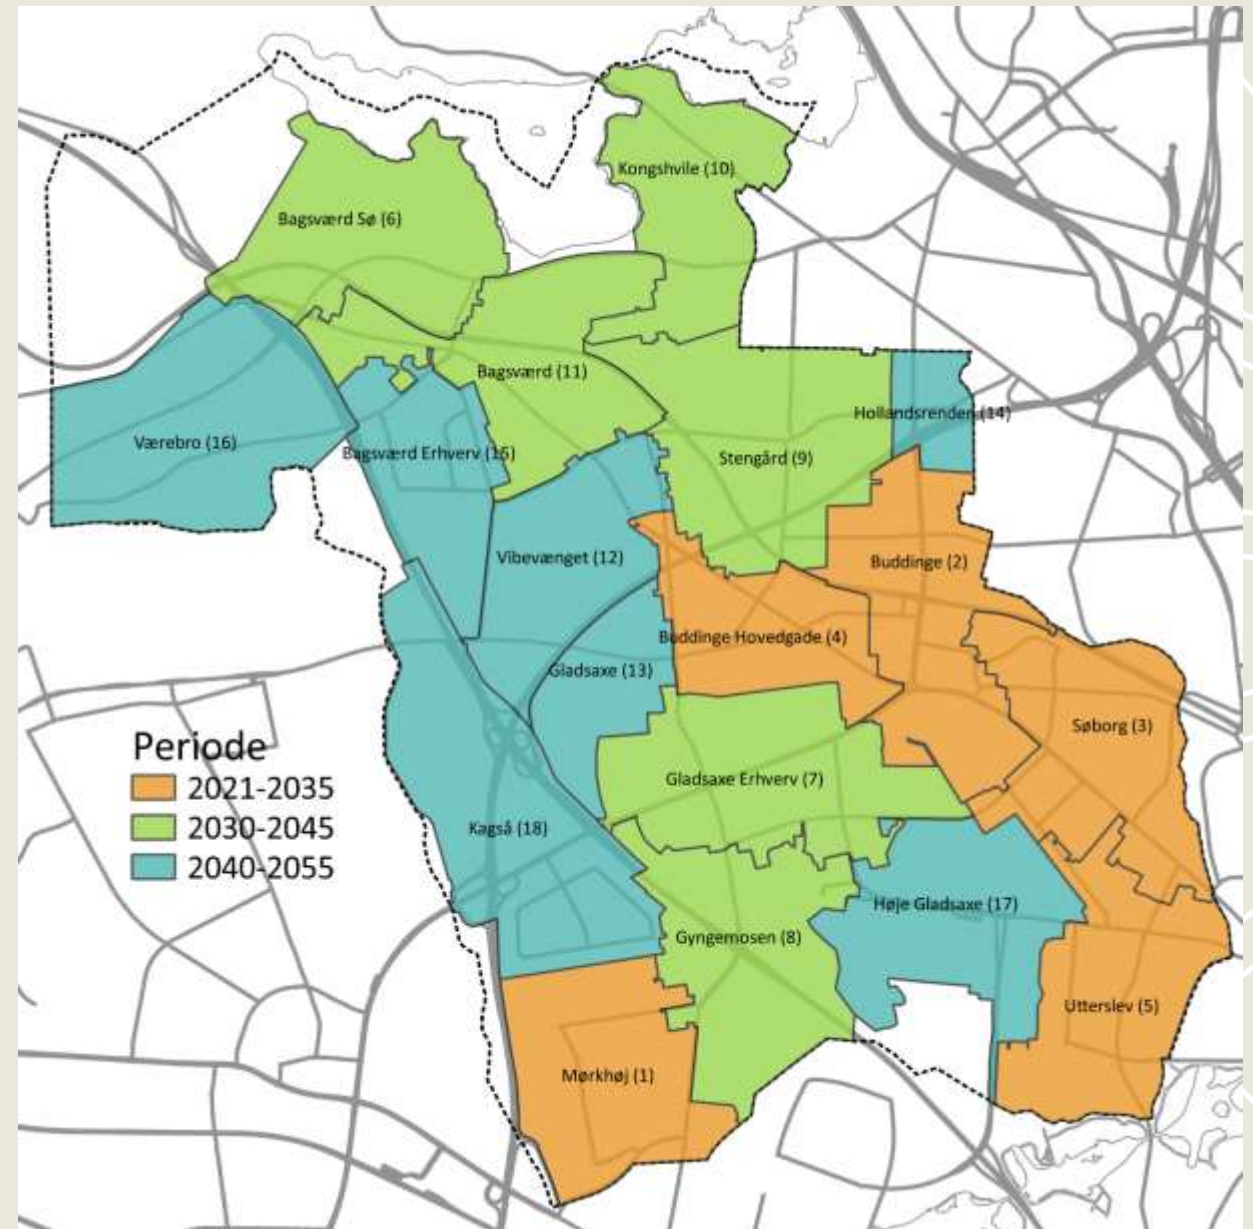 Kongshvile (10)
Bagsværd Sø (6)
Bagsværd (11)
Hollandsrenden (14)
Værebro (16)
Bagsværd Erhverv (15)
Stengård (9)
Vibevænget (12)
Buddinge (2)
Buddinge Hovedgade (4)
Gladsaxe (13)
Søborg (3)
Periode
2021-2035
2030-2045
2040-2055
Gladsaxe Erhverv (7)
Kagså (18)
Høje Gladsaxe (17)
Gyngemosen (8)
Utterslev (5)
Mørkhøj (1)